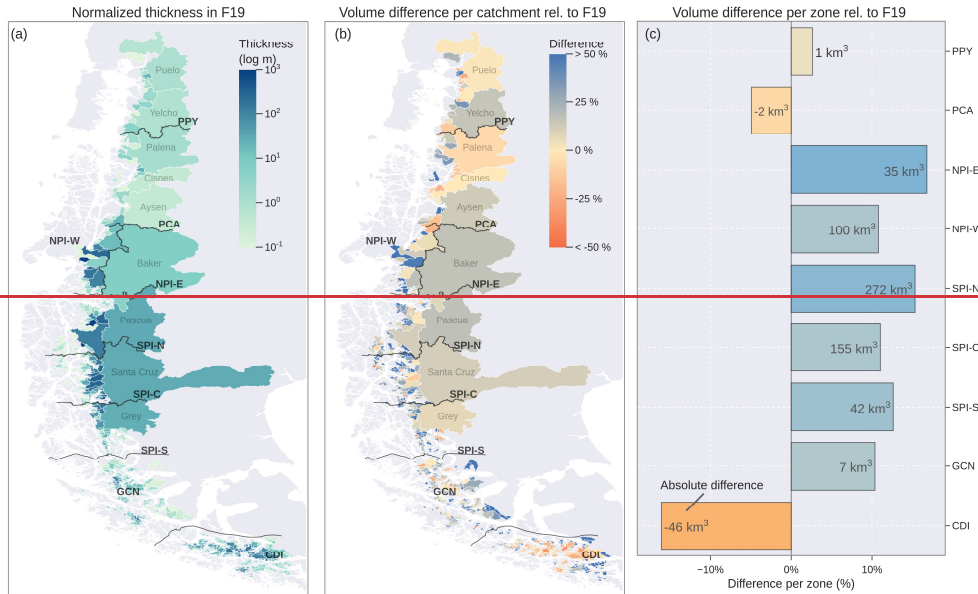 Normalized thickness in F19
(a)
Thickness
(log m)
10³
10²
10¹
10⁰
10⁻¹
Puelo
Yelcho
PPY
Palena
Cisnes
Aysen
PCA
NPI-W
Baker
NPI-E
Pascua
SPI-N
Santa Cruz
SPI-C
Grey
SPI-S
GCN
CDI
Volume difference per catchment rel. to F19
(b)
Difference
> 50 %
25 %
0 %
-25 %
< -50 %
Puelo
Yelcho
PPY
Palena
Cisnes
Aysen
PCA
NPI-W
Baker
NPI-E
Pascua
SPI-N
Santa Cruz
SPI-C
Grey
SPI-S
GCN
CDI
Volume difference per zone rel. to F19
(c)
1 km³
PPY
-2 km³
PCA
35 km³
NPI-E
100 km³
NPI-W
272 km³
SPI-N
155 km³
SPI-C
42 km³
SPI-S
7 km³
GCN
Absolute difference
-46 km³
CDI
−10%
0%
10%
Difference per zone (%)